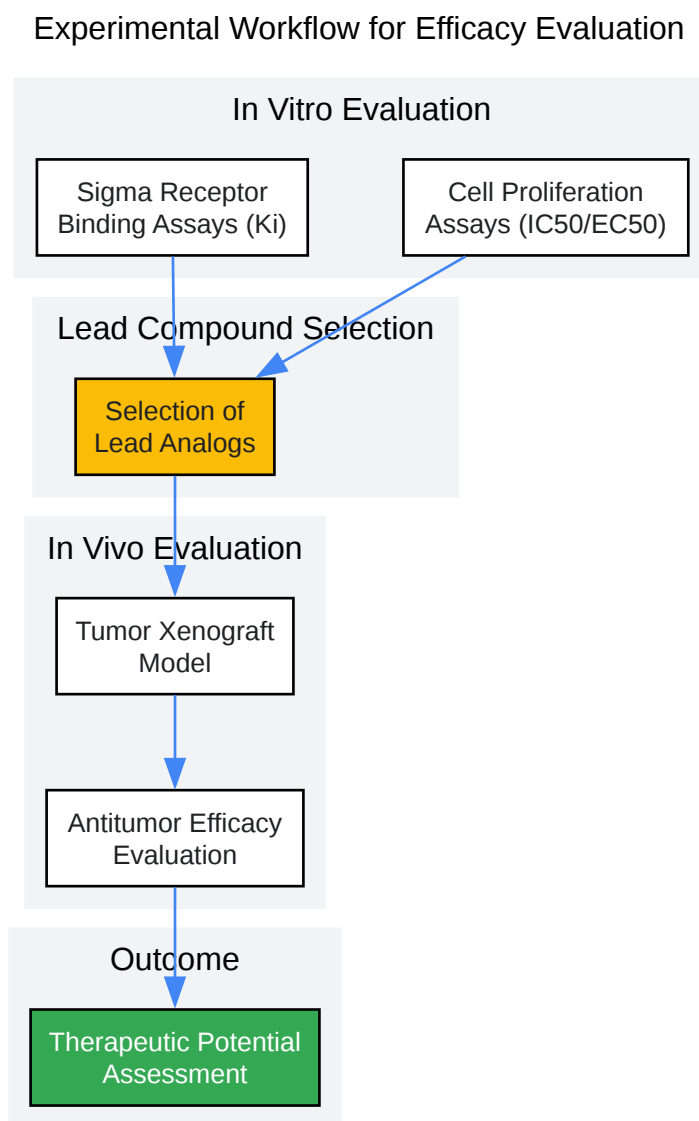 Experimental Workflow for Efficacy Evaluation
In Vitro Evaluation
Sigma Receptor
Binding Assays (Ki)
Cell Proliferation
Assays (IC50/EC50)
Lead Compound Selection
Selection of
Lead Analogs
In Vivo Evaluation
Tumor Xenograft
Model
Antitumor Efficacy
Evaluation
Outcome
Therapeutic Potential
Assessment